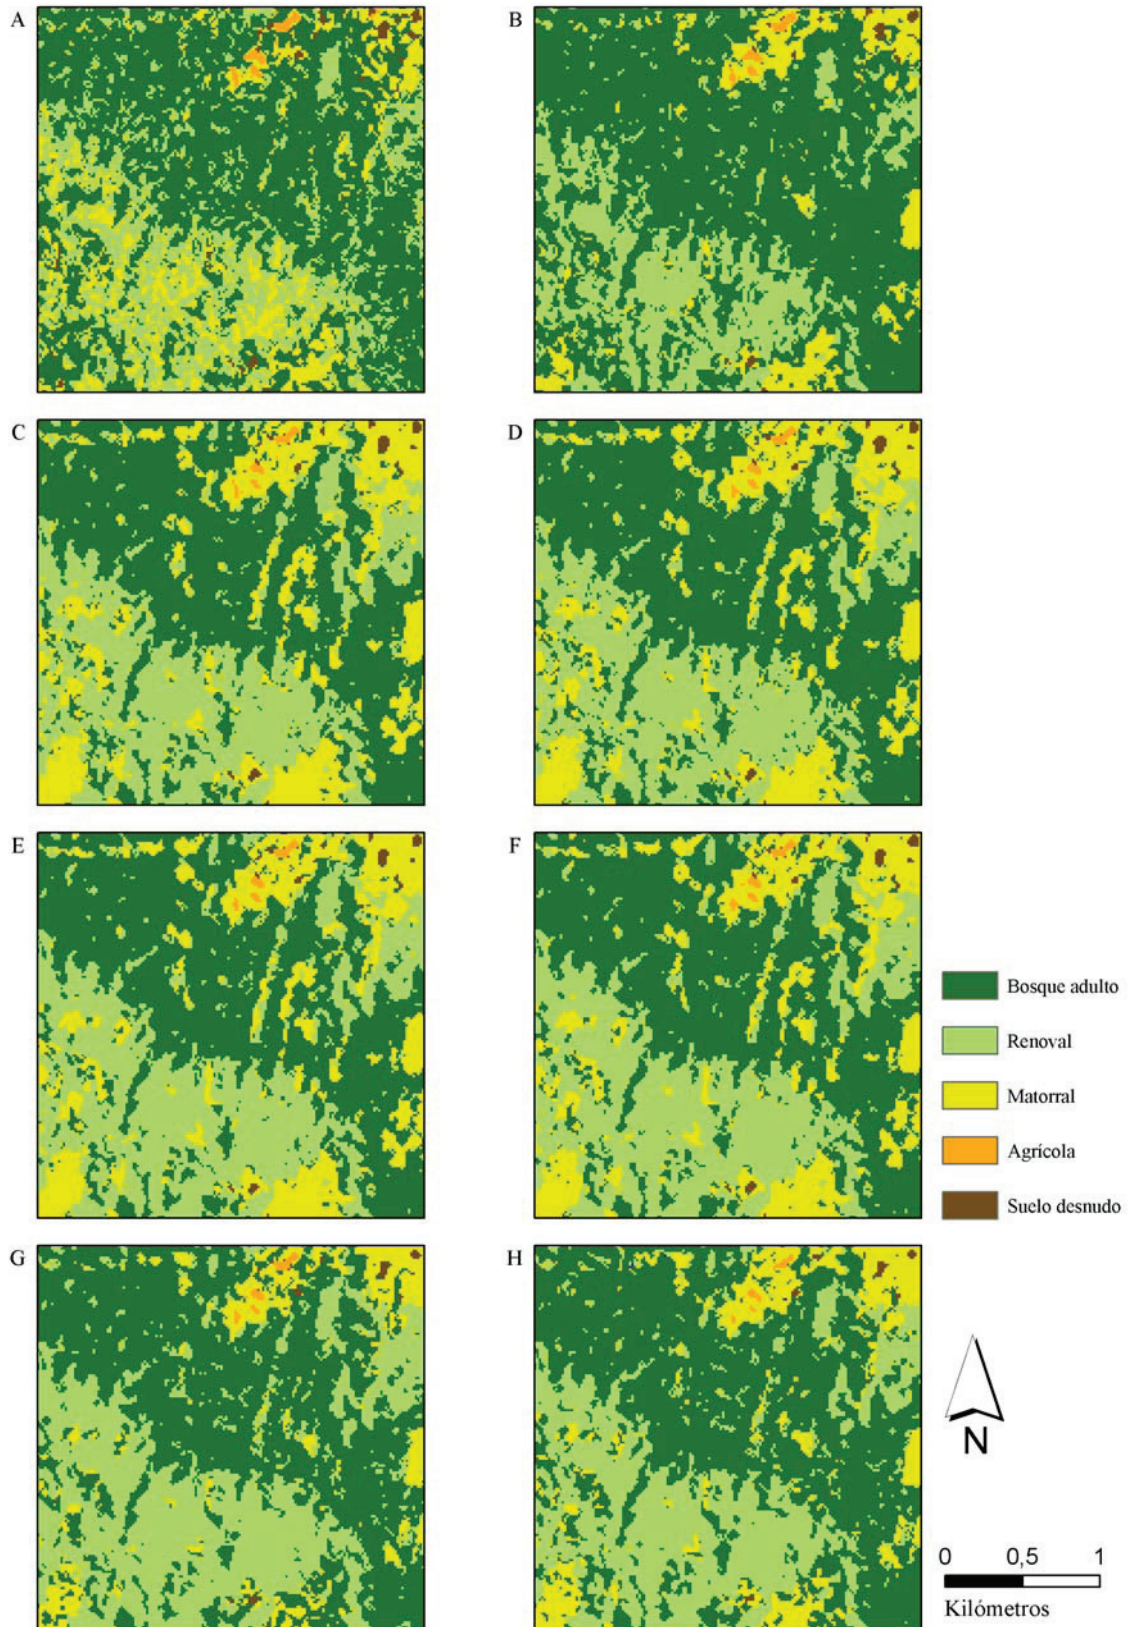 A
B
C
D
E
F
Bosque adulto
Renoval
Matorral
Agrícola
Suelo desnudo
G
H
N
0 0,5 1
Kilómetros